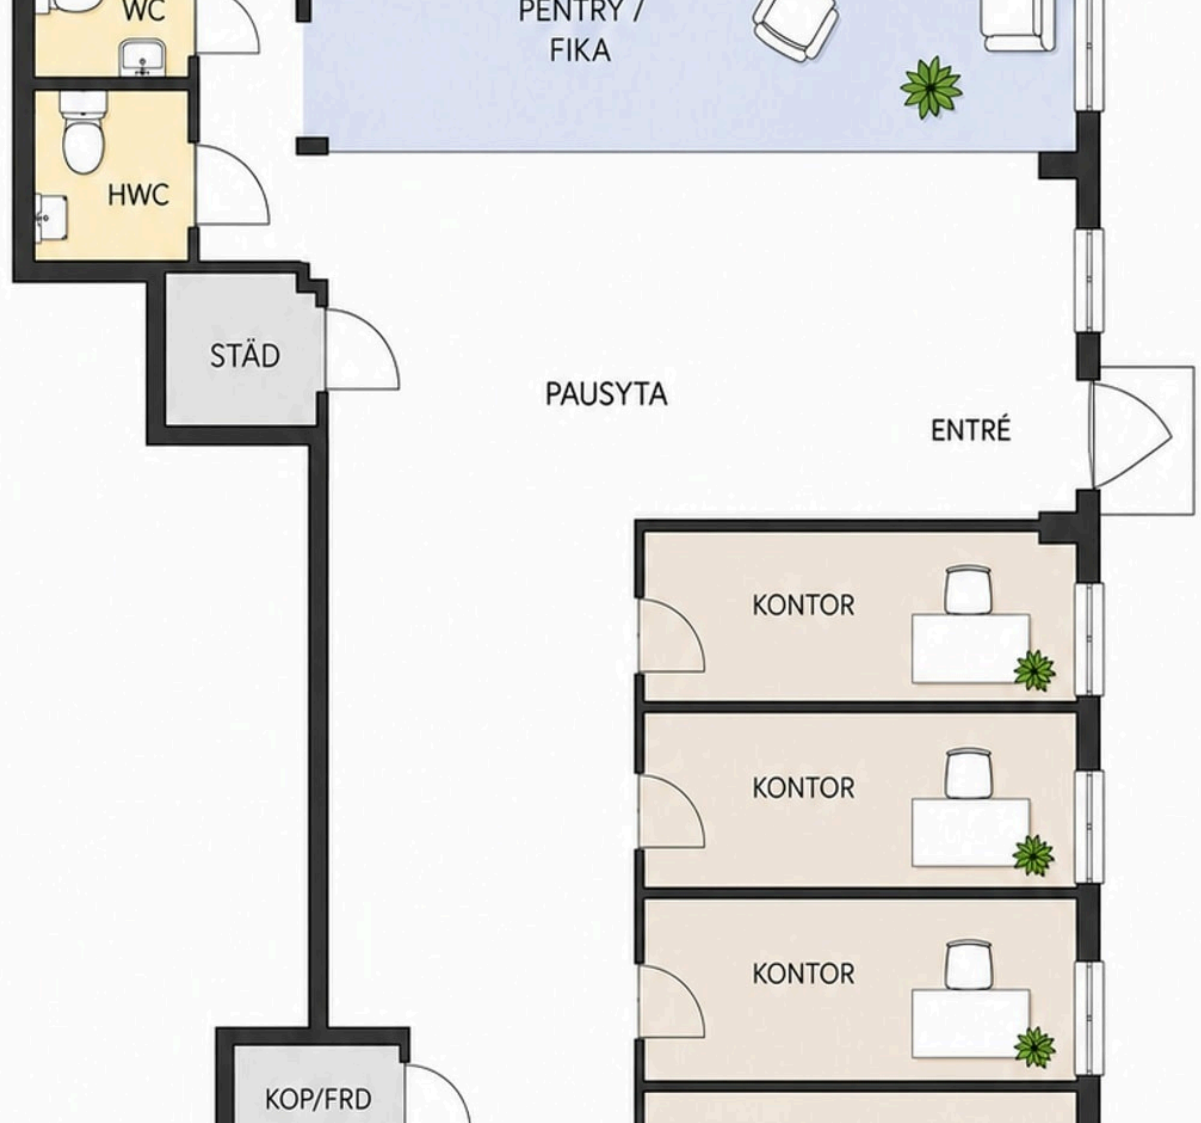 WC
PENTRY /
FIKA
HWC
STÄD
PAUSYTA
ENTRÉ
KONTOR
KONTOR
KONTOR
KOP/FRD